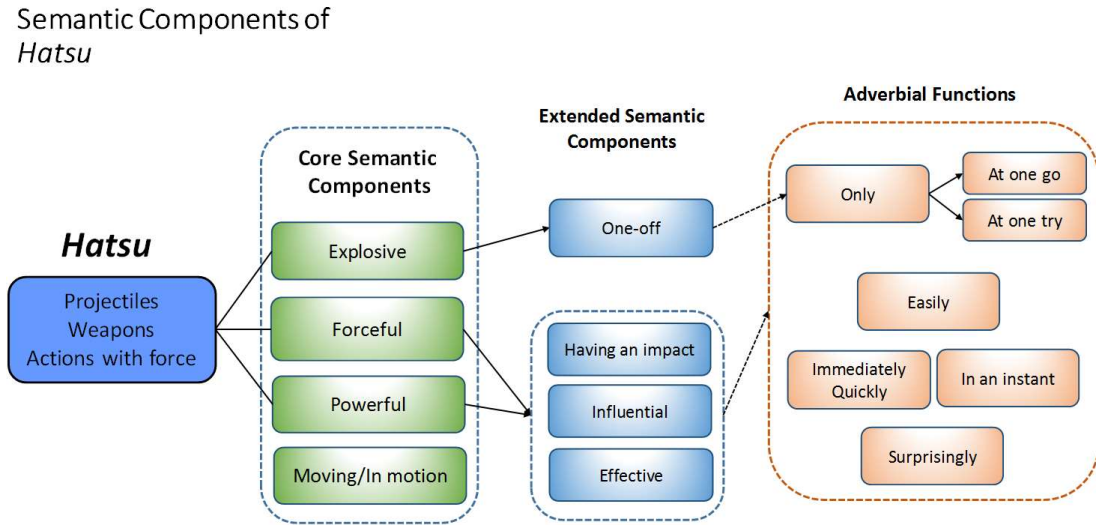 Semantic Components of
Hatsu
Hatsu
Projectiles
Weapons
Actions with force
Core Semantic
Components
Explosive
Forceful
Powerful
Moving/In motion
Extended Semantic
Components
One-off
Having an impact
Influential
Effective
Adverbial Functions
Only
At one go
At one try
Easily
Immediately
Quickly
In an instant
Surprisingly